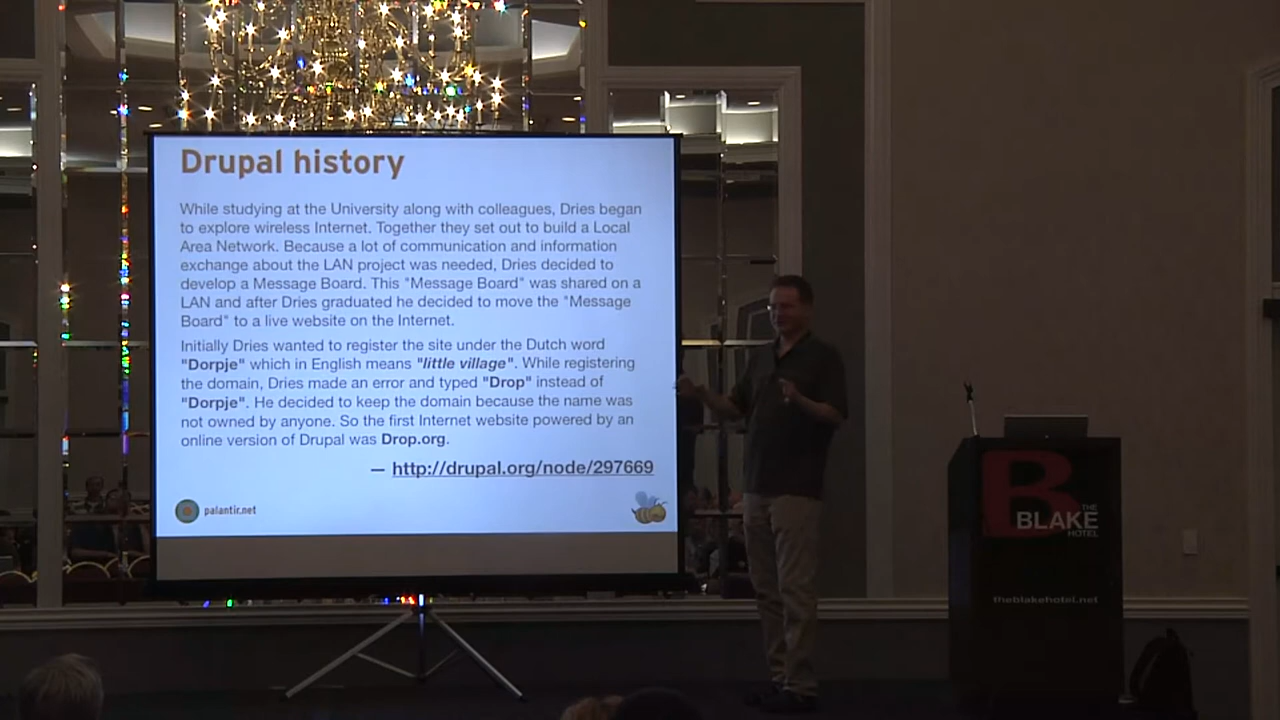 Drupal history
While studying at the University along with colleagues, Dries began
to explore wireless Internet. Together they set out to build a Local
Area Network. Because a lot of communication and information
exchange about the LAN project was needed, Dries decided to
develop a Message Board. This "Message Board" was shared on a
LAN and after Dries graduated he decided to move the "Message
Board" to a live website on the Internet.
Initially Dries wanted to register the site under the Dutch word
"Dorpje" which in English means "little village". While registering
the domain, Dries made an error and typed "Drop" instead of
"Dorpje". He decided to keep the domain because the name was
not owned by anyone. So the first Internet website powered by an
online version of Drupal was Drop.org.
— http://drupal.org/node/297669
palantir.net
B
THE
BLAKE
HOTEL
theblakehotel.net